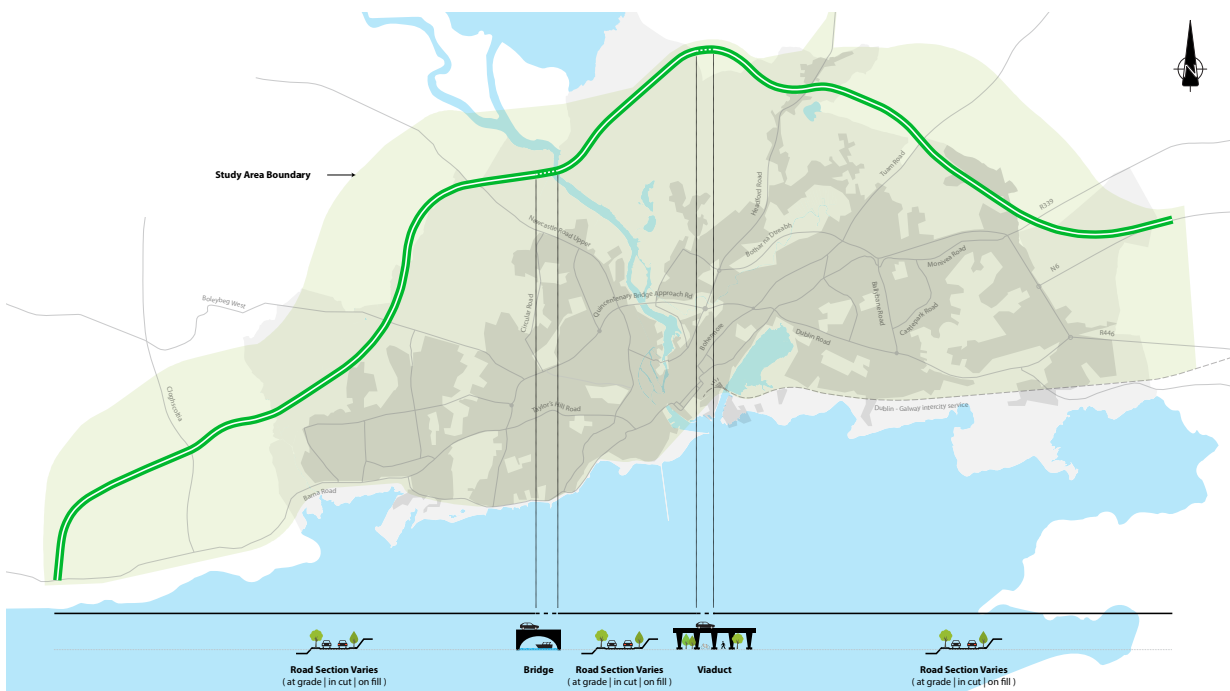 N
Study Area Boundary
Headford Road
Tuam Road
R339
Newcastle Road Upper
Bothar na Dtreabh
Monivea Road
N6
Boleybeg West
Circular Road
Quincentenary Bridge Approach Rd
Ballybane Road
Castlepark Road
Bohermore
Dublin Road
R446
Cloghscoltia
Taylor's Hill Road
Dublin - Galway intercity service
Barna Road
Road Section Varies
( at grade | in cut | on fill )
Bridge
Road Section Varies
( at grade | in cut | on fill )
Viaduct
Road Section Varies
( at grade | in cut | on fill )